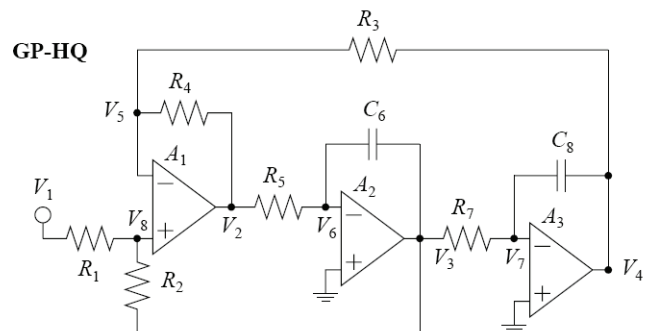 R₃
GP-HQ
R₄
C₆
V₅
C₈
A₁
V₁
R₅
A₂
R₇
A₃
−
−
−
V₈
+
V₂
V₆
V₃
V₇
V₄
R₁
R₂
+
+